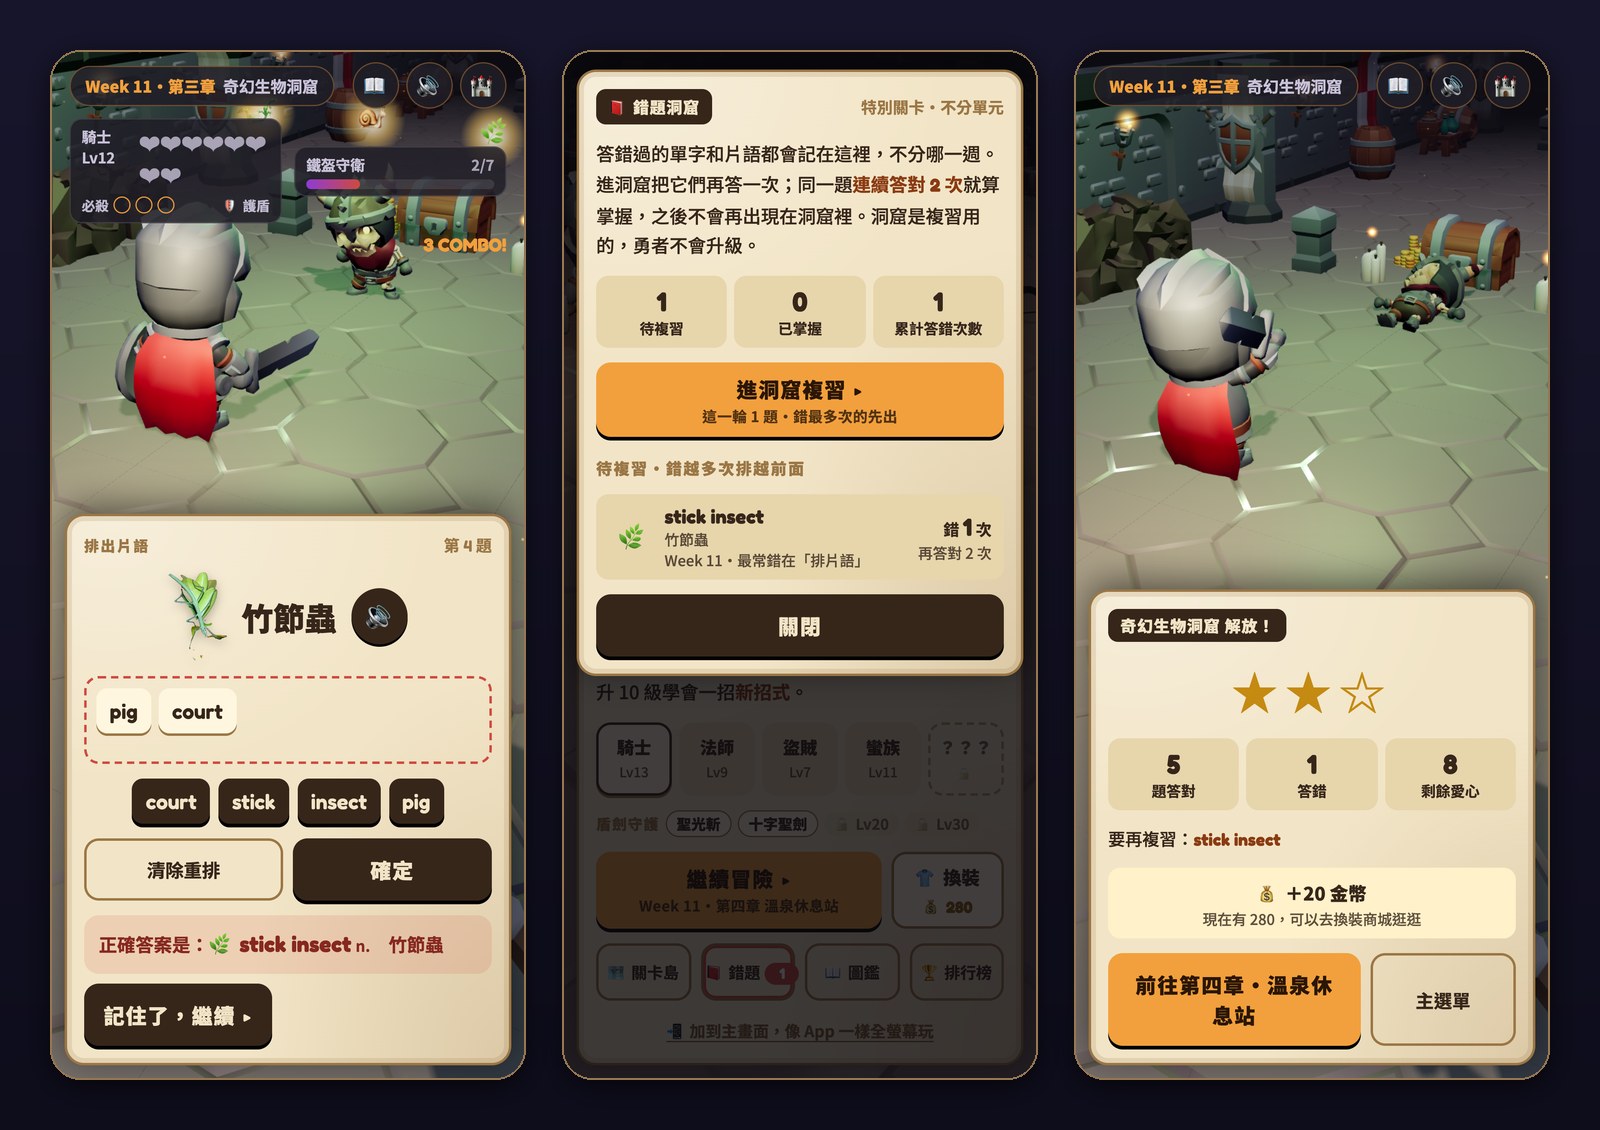 Week 11・第三章 奇幻生物洞窟
騎士
Lv12
鐵盔守衛 2/7
必殺 護盾
3 COMBO!
排出片語 第 4 題
竹節蟲
pig court
court stick insect pig
清除重排 確定
正確答案是：stick insect n. 竹節蟲
記住了，繼續 ▸
錯題洞窟 特別關卡・不分單元
答錯過的單字和片語都會記在這裡，不分哪一週。
進洞窟把它們再答一次；同一題連續答對 2 次就算
掌握，之後不會再出現在洞窟裡。洞窟是複習用
的，勇者不會升級。
1 0 1
待複習 已掌握 累計答錯次數
進洞窟複習 ▸
這一輪 1 題・錯最多次的先出
待複習・錯越多次排越前面
stick insect
竹節蟲
Week 11・最常錯在「排片語」
錯 1 次
再答對 2 次
關閉
升 10 級學會一招新招式。
騎士 法師 盜賊 蠻族 ? ? ?
Lv13 Lv9 Lv7 Lv11
盾劍守護 聖光斬 十字聖劍 Lv20 Lv30
繼續冒險 ▸
Week 11・第四章 溫泉休息站
換裝
280
關卡島 錯題 1 圖鑑 排行榜
加到主畫面，像 App 一樣全螢幕玩
Week 11・第三章 奇幻生物洞窟
奇幻生物洞窟 解放！
5 1 8
題答對 答錯 剩餘愛心
要再複習：stick insect
＋20 金幣
現在有 280，可以去換裝商城逛逛
前往第四章・溫泉休
息站
主選單